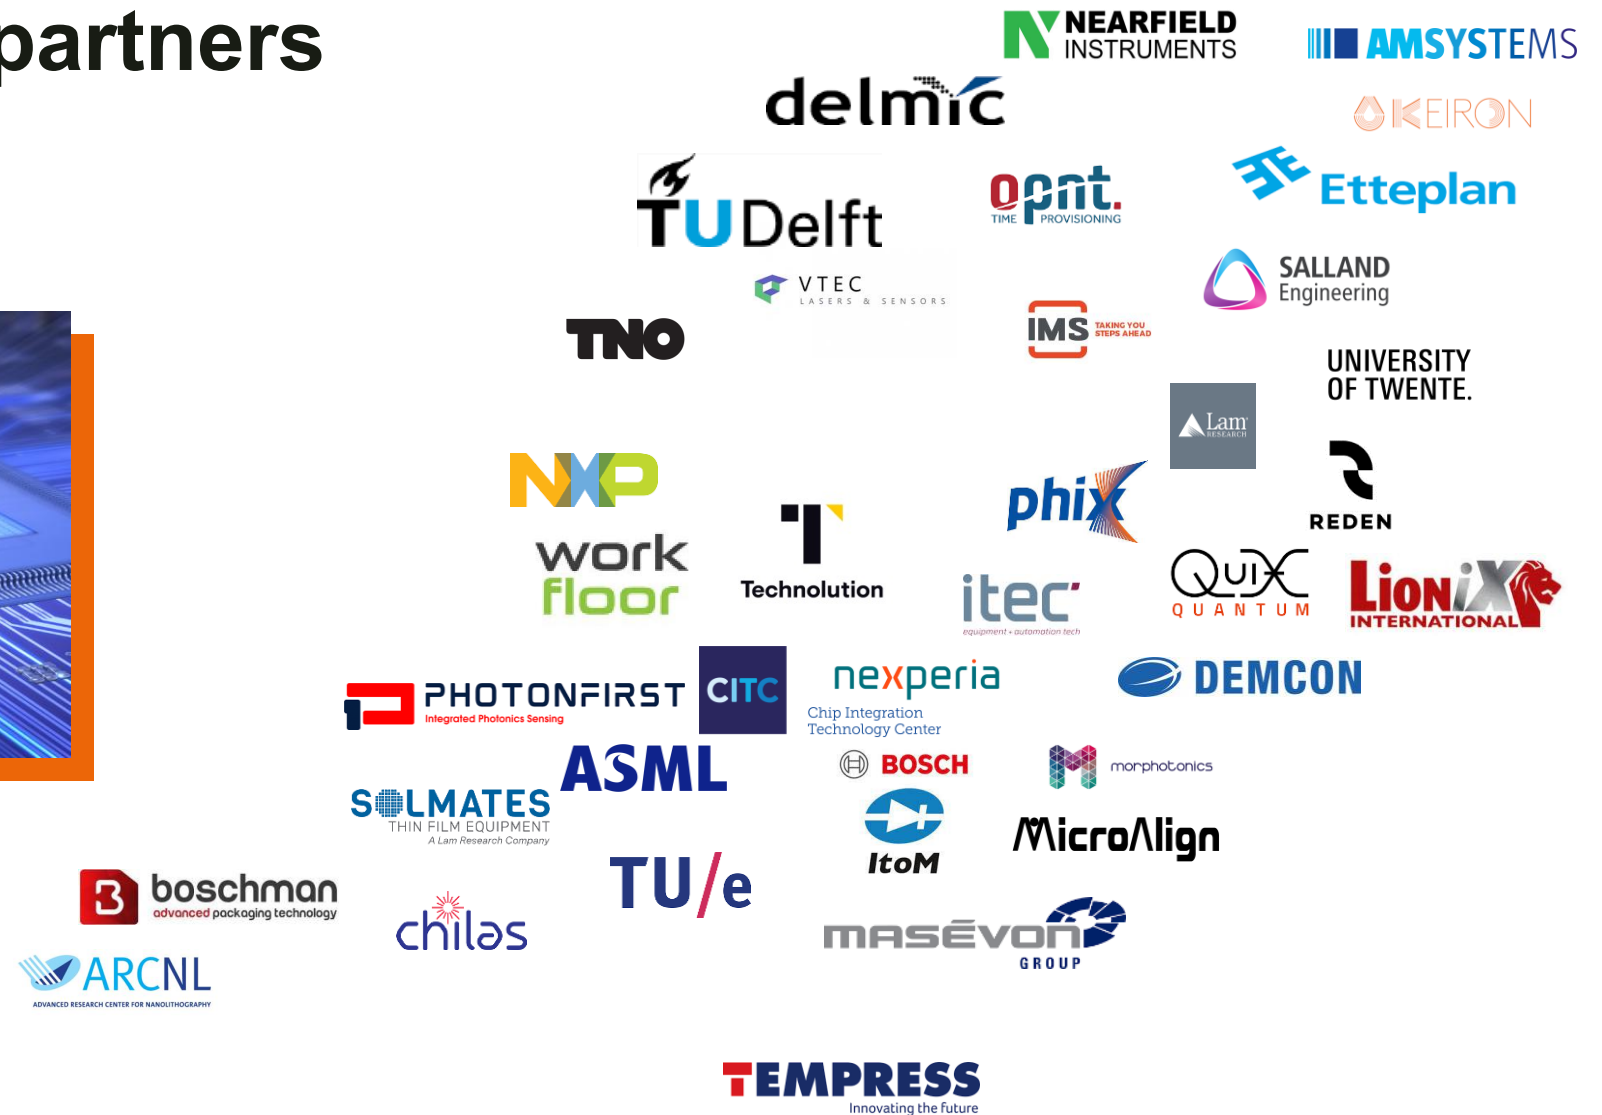 partners
NEARFIELD
INSTRUMENTS
AMSYSTEMS
delmic
KEIRON
TUDelft
opnt.
TIME PROVISIONING
Etteplan
VTEC
LASERS & SENSORS
SALLAND
Engineering
TNO
IMS
TAKING YOU
STEPS AHEAD
UNIVERSITY
OF TWENTE.
Lam
RESEARCH
NXP
phix
REDEN
work
floor
Technolution
itec
equipment + automation tech
QUIX
QUANTUM
LioniX
INTERNATIONAL
PHOTONFIRST
Integrated Photonics Sensing
CITC
nexperia
Chip Integration
Technology Center
DEMCON
ASML
BOSCH
morphotonics
SOLMATES
THIN FILM EQUIPMENT
A Lam Research Company
ItoM
MicroAlign
boschman
advanced packaging technology
chilas
TU/e
MASĒVON
GROUP
ARCNL
ADVANCED RESEARCH CENTER FOR NANOLITHOGRAPHY
TEMPRESS
Innovating the future